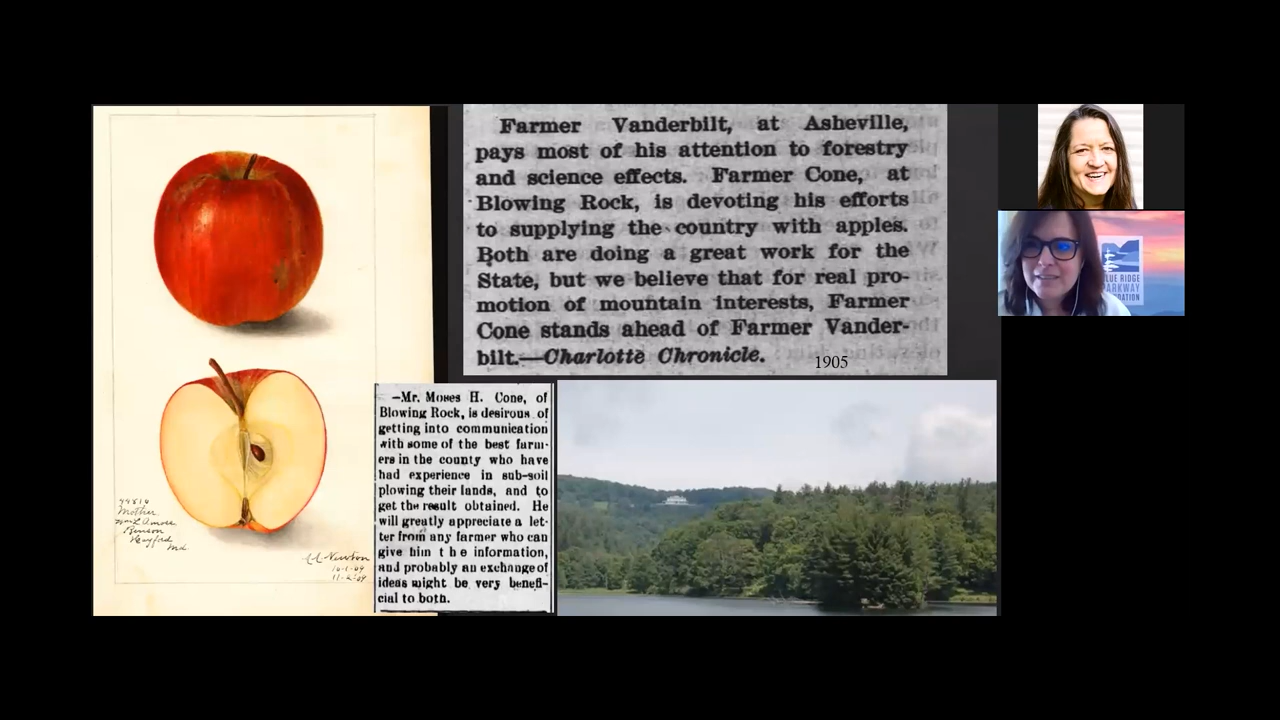 Farmer Vanderbilt, at Asheville,
pays most of his attention to forestry
and science effects. Farmer Cone, at
Blowing Rock, is devoting his efforts
to supplying the country with apples.
Both are doing a great work for the
State, but we believe that for real pro-
motion of mountain interests, Farmer
Cone stands ahead of Farmer Vander-
bilt.—Charlotte Chronicle.
1905
—Mr. Moses H. Cone, of
Blowing Rock, is desirous of
getting into communication
with some of the best farm-
ers in the county who have
had experience in sub-soil
plowing their lands, and to
get the result obtained. He
will greatly appreciate a let-
ter from any farmer who can
give him the information,
and probably an exchange of
ideas might be very benefi-
cial to both.
Mother
Md.
Newton
LUE RIDGE
PARKWAY